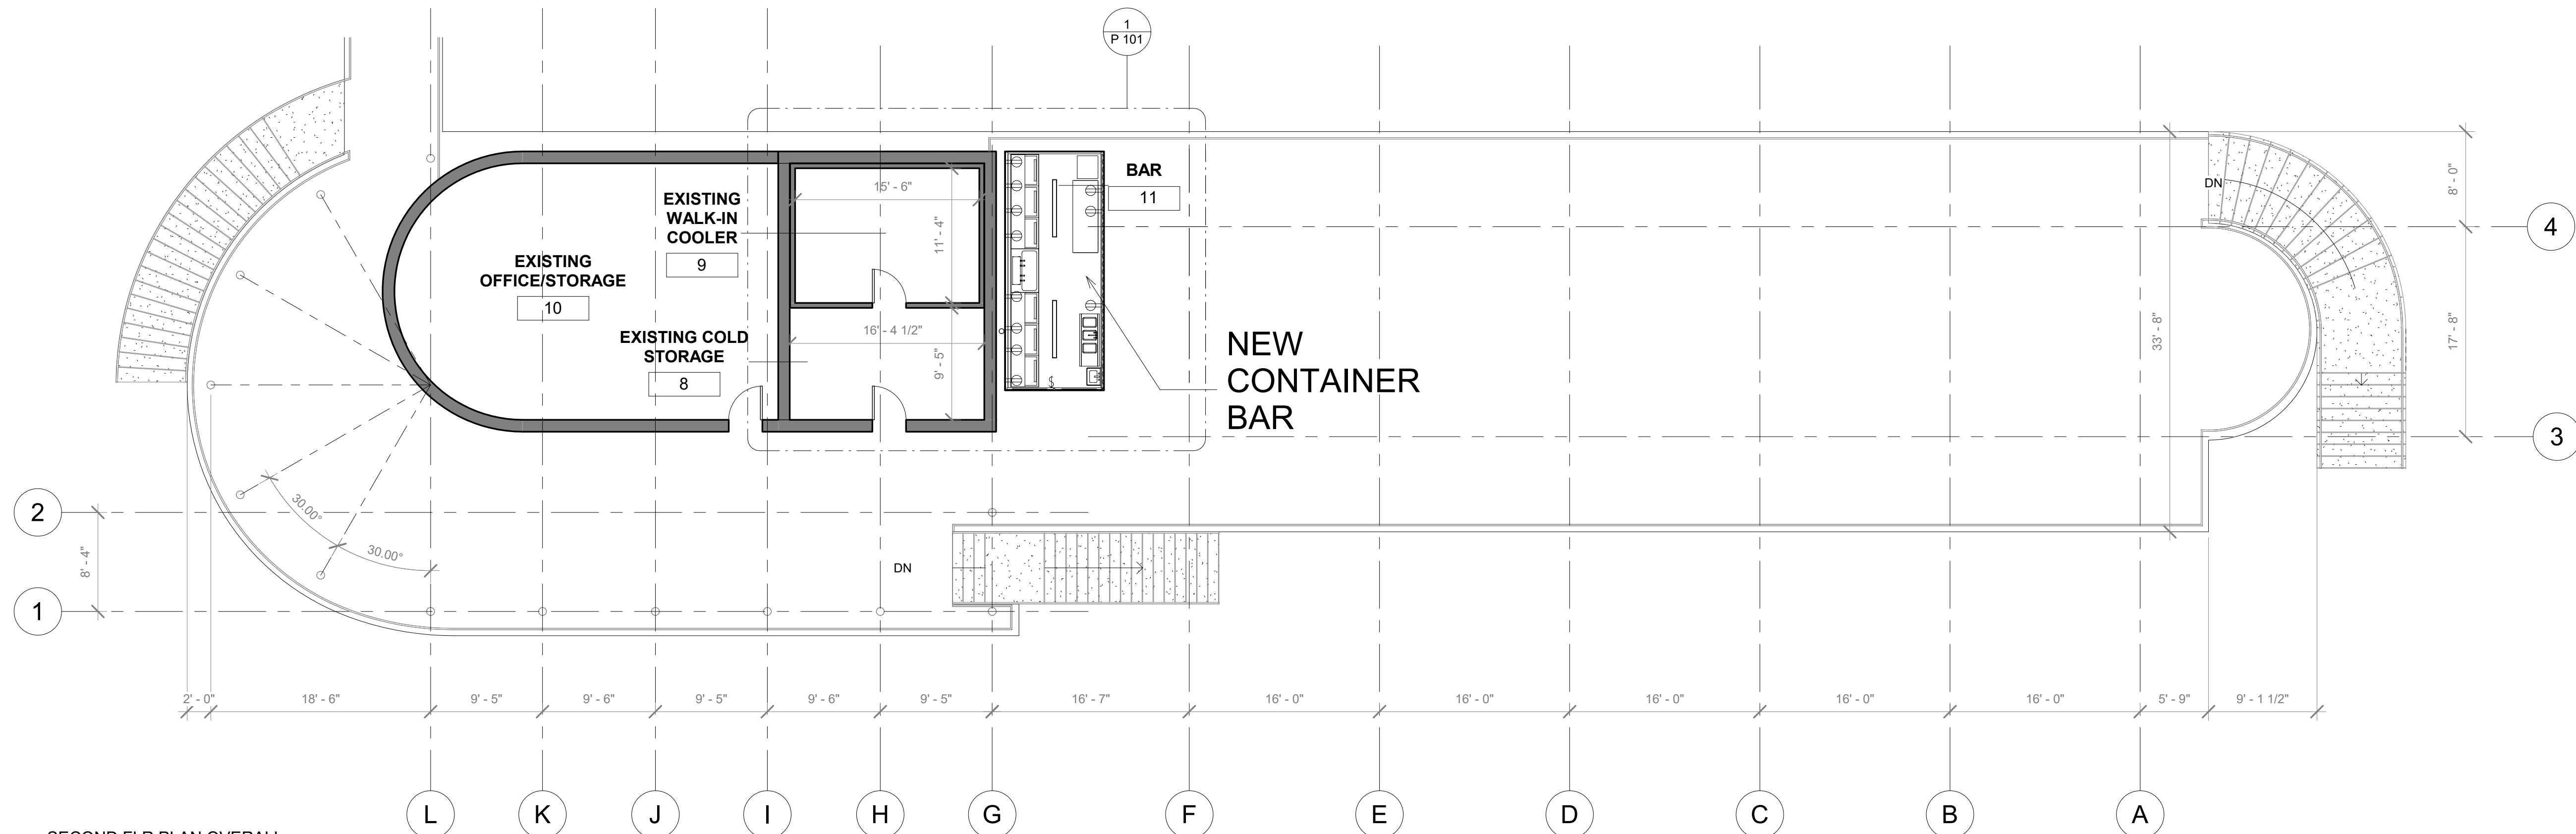 1
P 101
BAR
11
15' - 6"
EXISTING
WALK-IN
COOLER
9
11' - 4"
DN
8' - 0"
4
EXISTING
OFFICE/STORAGE
10
EXISTING COLD
STORAGE
8
16' - 4 1/2"
9' - 5"
NEW
CONTAINER
BAR
33' - 8"
17' - 8"
3
2
30.00°
30.00°
8' - 4"
DN
1
2' - 0"
18' - 6"
9' - 5"
9' - 6"
9' - 5"
9' - 6"
9' - 5"
16' - 7"
16' - 0"
16' - 0"
16' - 0"
16' - 0"
16' - 0"
5' - 9"
9' - 1 1/2"
L
K
J
I
H
G
F
E
D
C
B
A
SECOND FLR PLAN OVERALL